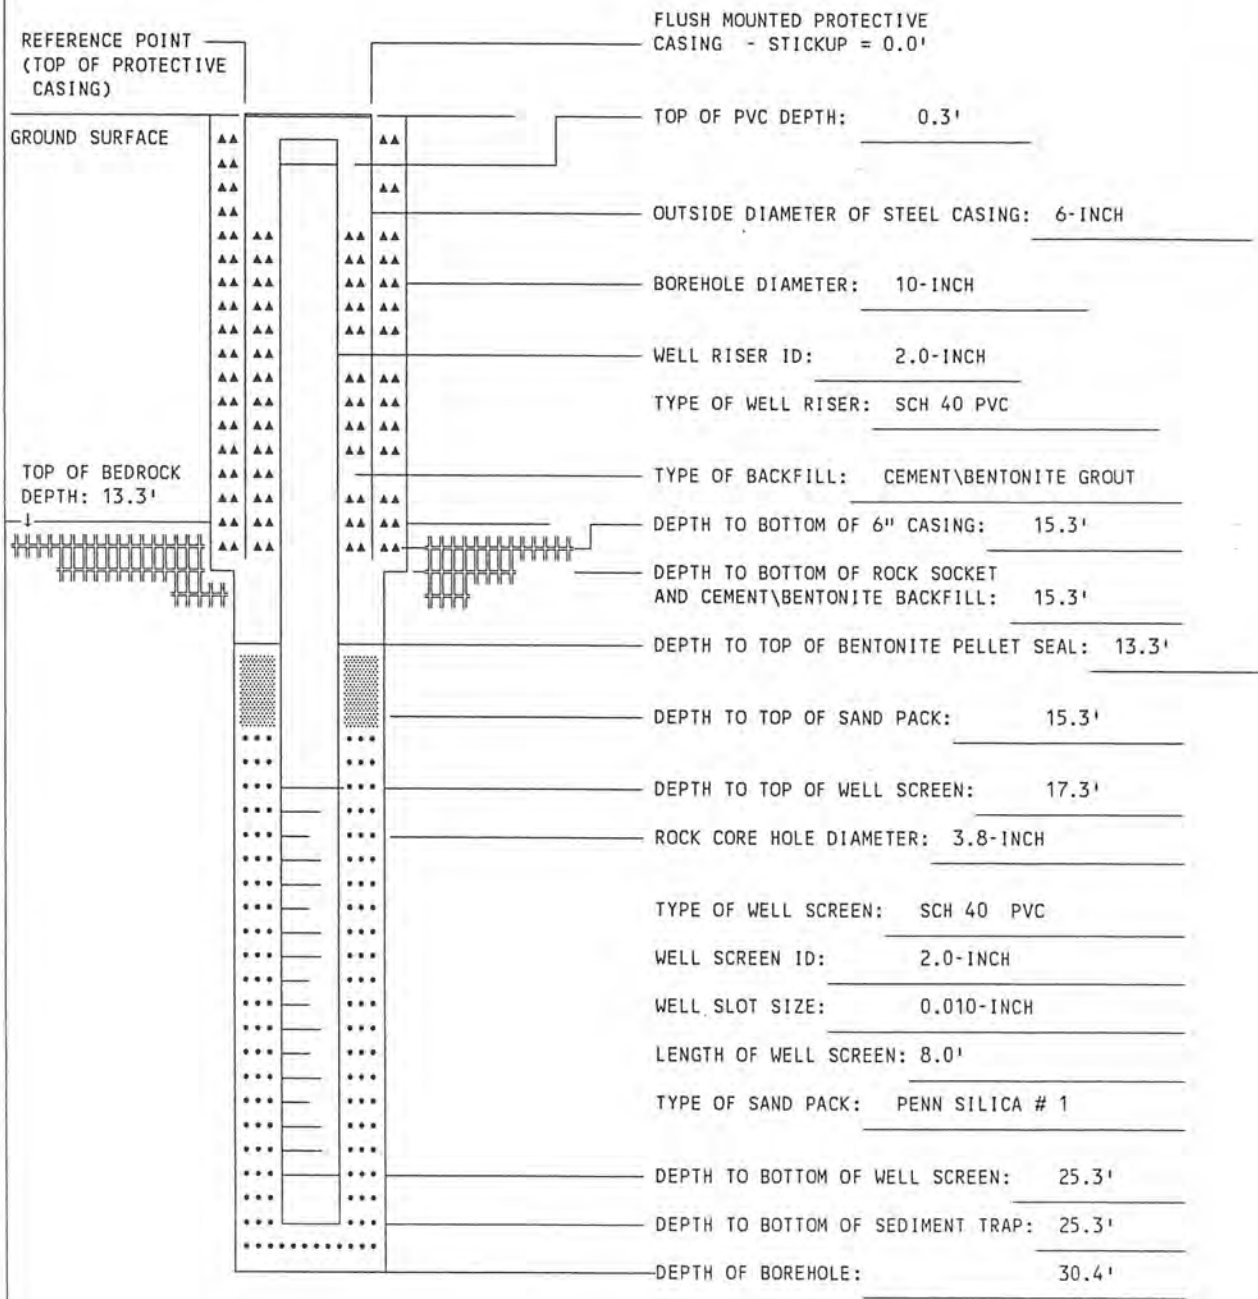 REFERENCE POINT
(TOP OF PROTECTIVE
CASING)
GROUND SURFACE
TOP OF BEDROCK
DEPTH: 13.3'
FLUSH MOUNTED PROTECTIVE
CASING - STICKUP = 0.0'
TOP OF PVC DEPTH: 0.3'
OUTSIDE DIAMETER OF STEEL CASING: 6-INCH
BOREHOLE DIAMETER: 10-INCH
WELL RISER ID: 2.0-INCH
TYPE OF WELL RISER: SCH 40 PVC
TYPE OF BACKFILL: CEMENT\BENTONITE GROUT
DEPTH TO BOTTOM OF 6" CASING: 15.3'
DEPTH TO BOTTOM OF ROCK SOCKET
AND CEMENT\BENTONITE BACKFILL: 15.3'
DEPTH TO TOP OF BENTONITE PELLET SEAL: 13.3'
DEPTH TO TOP OF SAND PACK: 15.3'
DEPTH TO TOP OF WELL SCREEN: 17.3'
ROCK CORE HOLE DIAMETER: 3.8-INCH
TYPE OF WELL SCREEN: SCH 40 PVC
WELL SCREEN ID: 2.0-INCH
WELL SLOT SIZE: 0.010-INCH
LENGTH OF WELL SCREEN: 8.0'
TYPE OF SAND PACK: PENN SILICA # 1
DEPTH TO BOTTOM OF WELL SCREEN: 25.3'
DEPTH TO BOTTOM OF SEDIMENT TRAP: 25.3'
DEPTH OF BOREHOLE: 30.4'